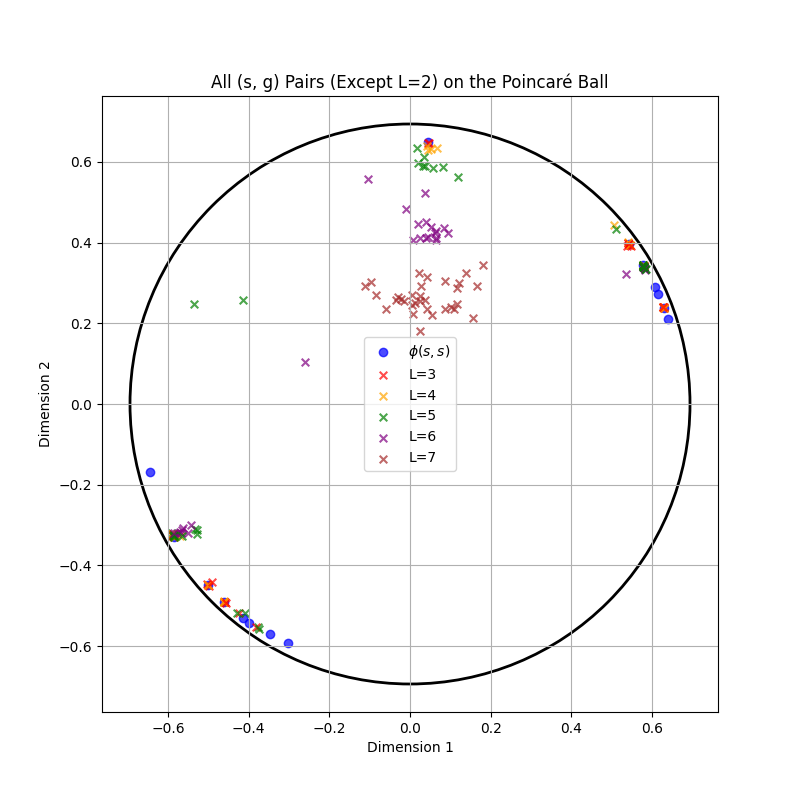 All (s, g) Pairs (Except L=2) on the Poincaré Ball
0.6
0.4
0.2
0.0
−0.2
−0.4
−0.6
Dimension 2
ϕ(s, s)
L=3
L=4
L=5
L=6
L=7
−0.6 −0.4 −0.2 0.0 0.2 0.4 0.6
Dimension 1